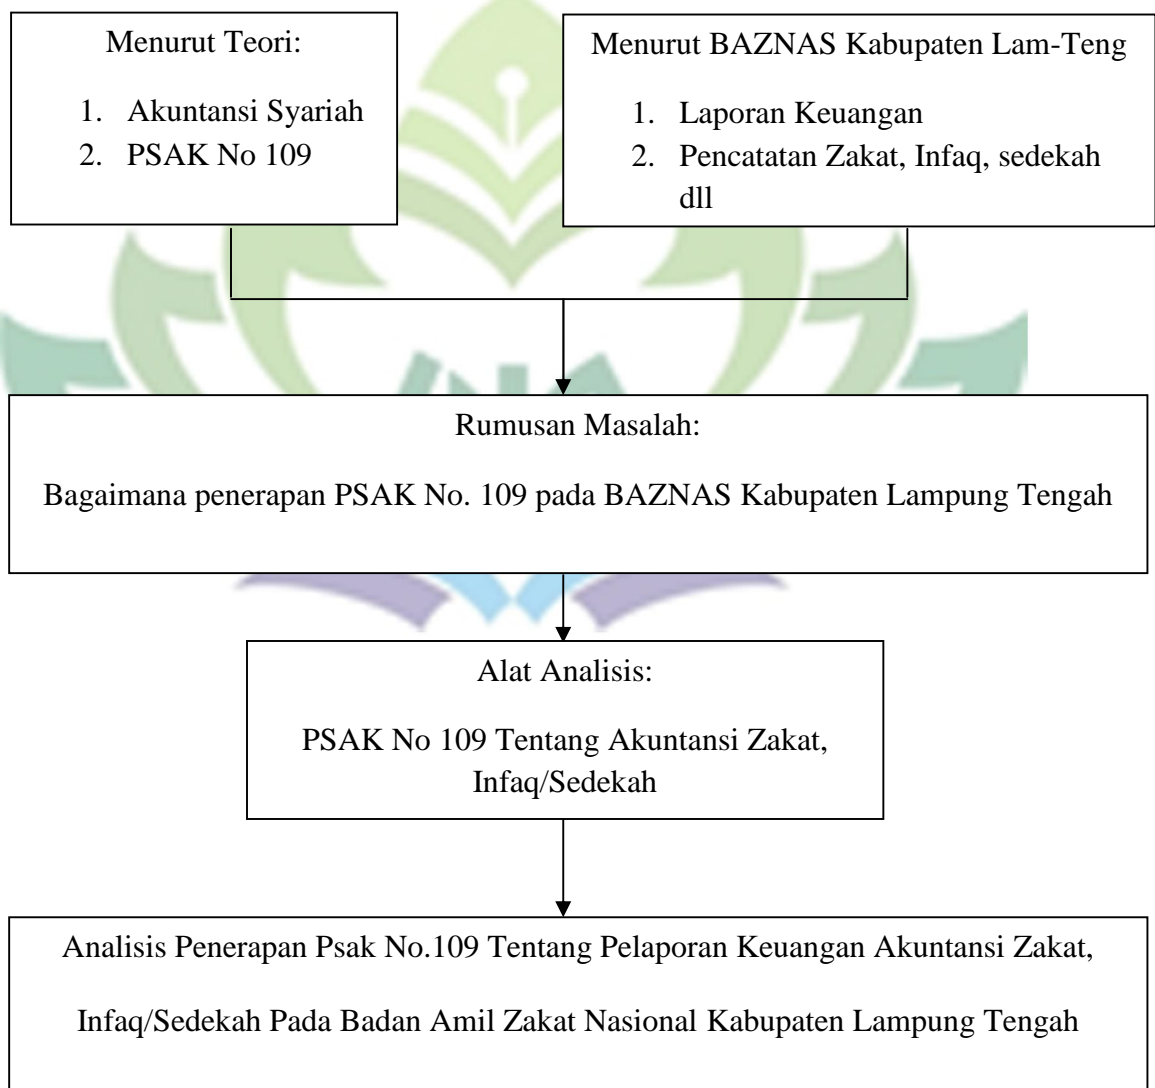 Menurut Teori:
1. Akuntansi Syariah
2. PSAK No 109
Menurut BAZNAS Kabupaten Lam-Teng
1. Laporan Keuangan
2. Pencatatan Zakat, Infaq, sedekah
dll
Rumusan Masalah:
Bagaimana penerapan PSAK No. 109 pada BAZNAS Kabupaten Lampung Tengah
Alat Analisis:
PSAK No 109 Tentang Akuntansi Zakat,
Infaq/Sedekah
Analisis Penerapan Psak No.109 Tentang Pelaporan Keuangan Akuntansi Zakat,
Infaq/Sedekah Pada Badan Amil Zakat Nasional Kabupaten Lampung Tengah